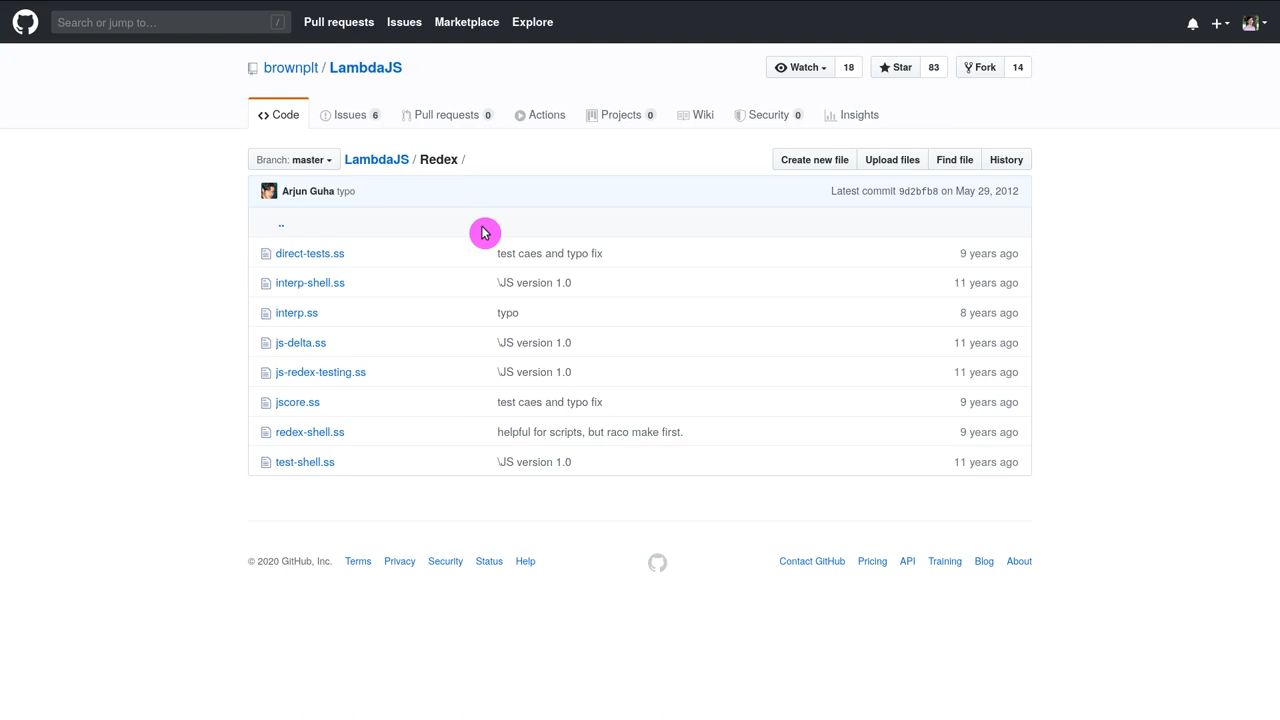 Search or jump to... / Pull requests Issues Marketplace Explore
brownplt / LambdaJS Watch 18 Star 83 Fork 14
Code Issues 6 Pull requests 0 Actions Projects 0 Wiki Security 0 Insights
Branch: master LambdaJS / Redex / Create new file Upload files Find file History
Arjun Guha typo Latest commit 9d2bfb8 on May 29, 2012
..
direct-tests.ss test caes and typo fix 9 years ago
interp-shell.ss \JS version 1.0 11 years ago
interp.ss typo 8 years ago
js-delta.ss \JS version 1.0 11 years ago
js-redex-testing.ss \JS version 1.0 11 years ago
jscore.ss test caes and typo fix 9 years ago
redex-shell.ss helpful for scripts, but raco make first. 9 years ago
test-shell.ss \JS version 1.0 11 years ago
© 2020 GitHub, Inc. Terms Privacy Security Status Help Contact GitHub Pricing API Training Blog About